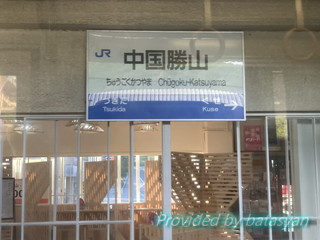 JR
中国勝山
ちゅうごくかつやま Chūgoku-Katsuyama
つきだ くせ
Tsukida Kuse
Provided by batasyan